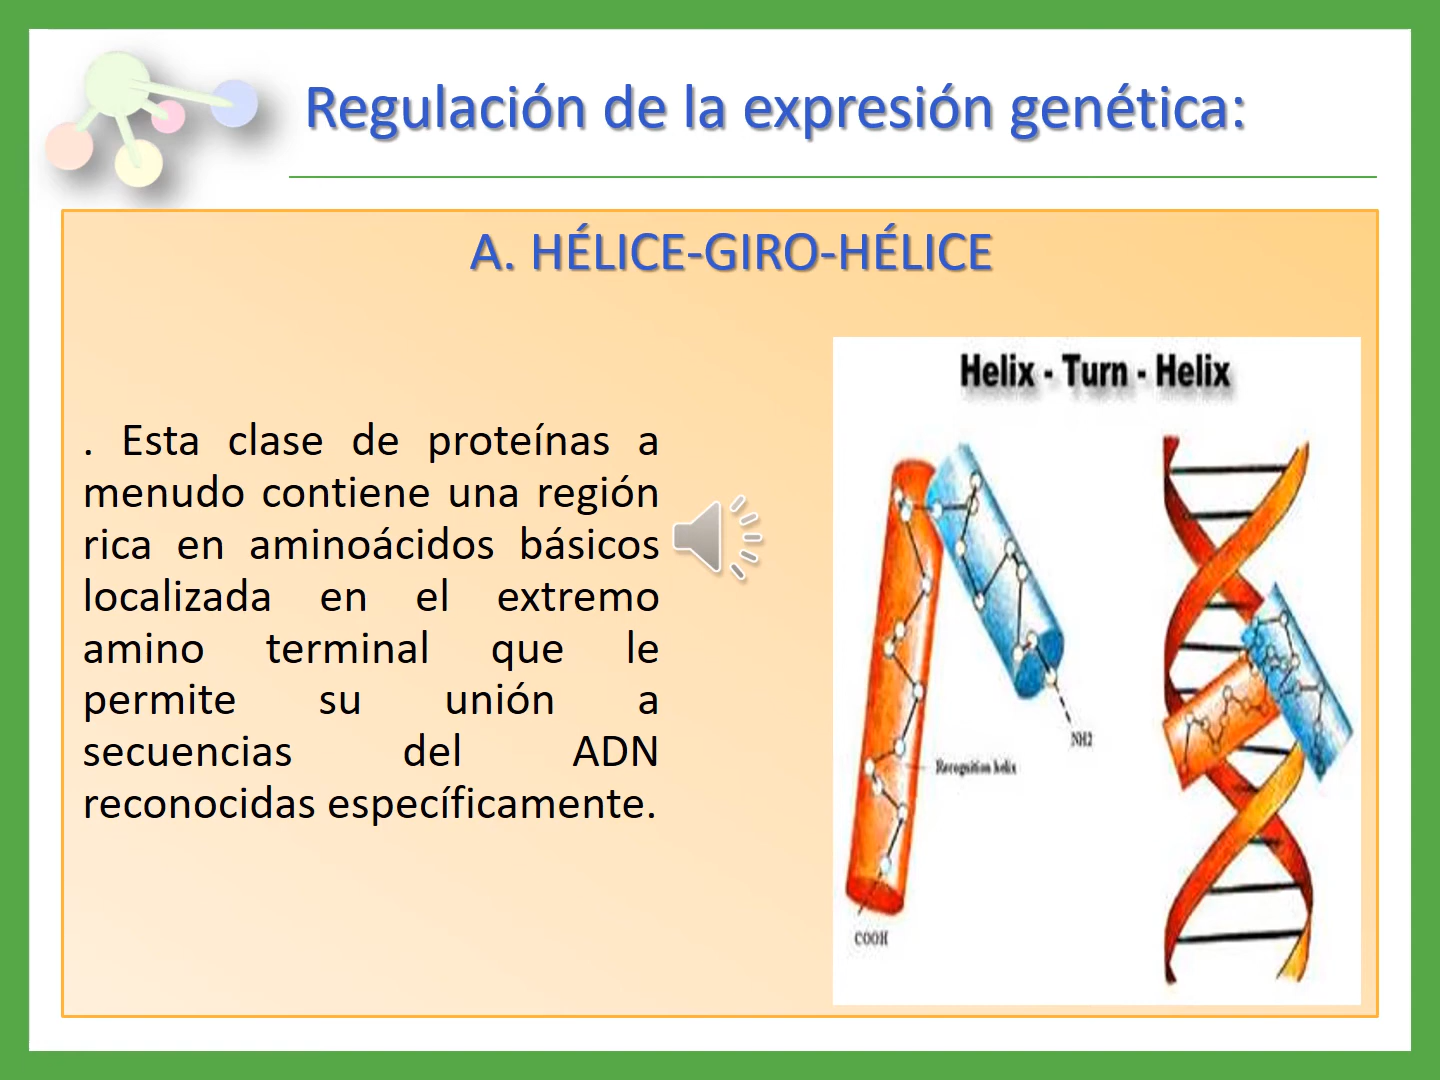 Regulación de la expresión genética:
A. HÉLICE-GIRO-HÉLICE
. Esta clase de proteínas a
menudo contiene una región
rica en aminoácidos básicos
localizada en el extremo
amino terminal que le
permite su unión a
secuencias del ADN
reconocidas específicamente.
Helix - Turn - Helix
NH2
Recognition helix
COOH